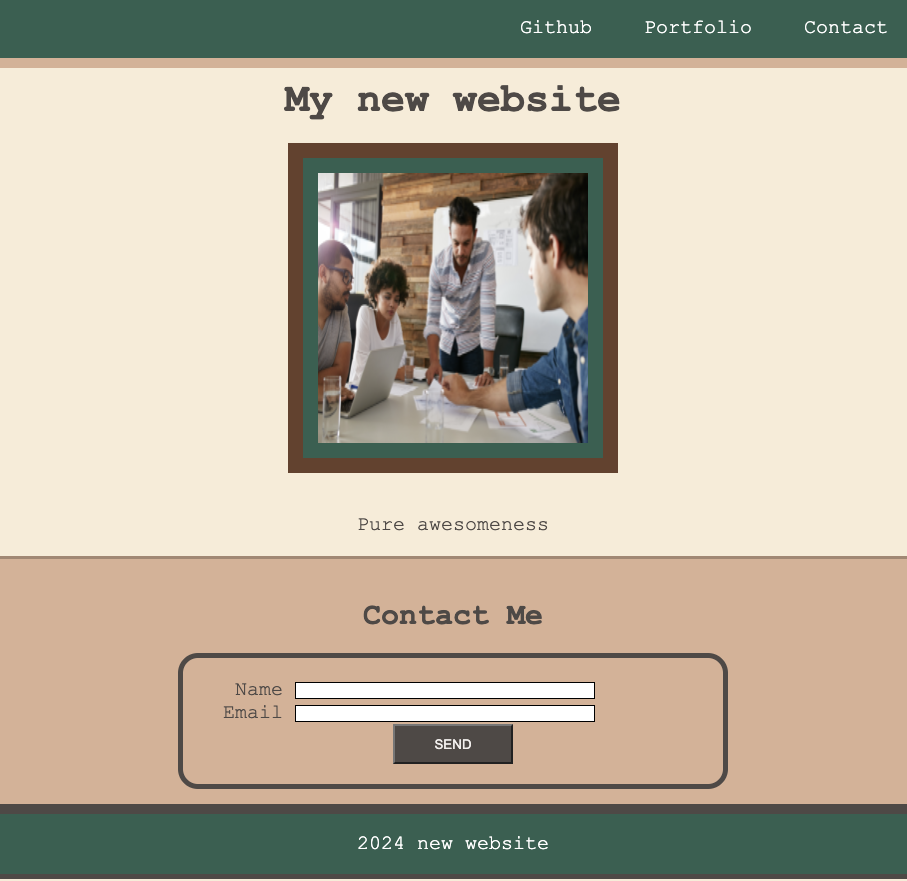 Github Portfolio Contact
My new website
Pure awesomeness
Contact Me
Name
Email
SEND
2024 new website